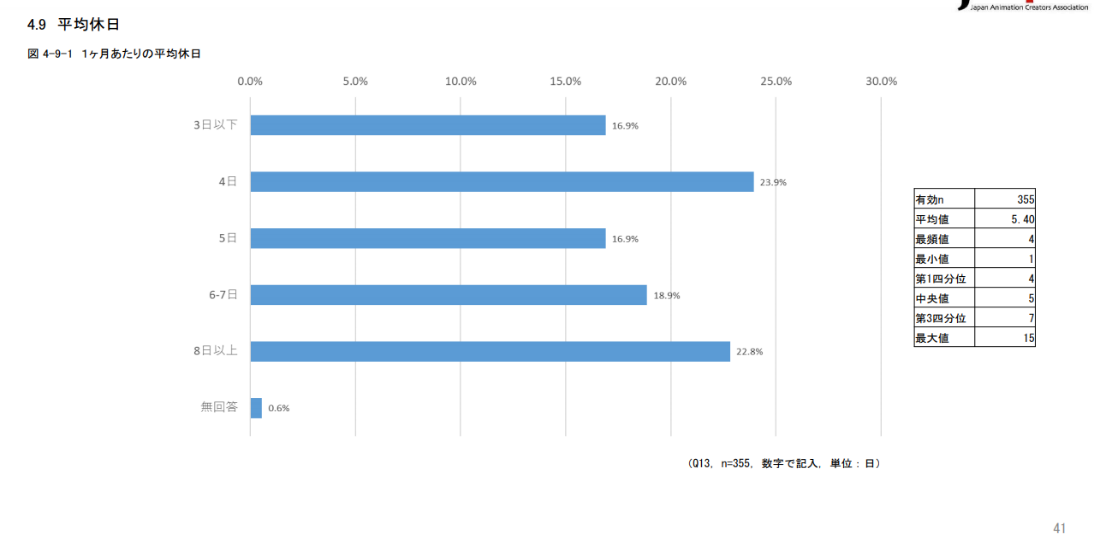 Japan Animation Creators Association
4.9 平均休日
図 4-9-1 1ヶ月あたりの平均休日
0.0% 5.0% 10.0% 15.0% 20.0% 25.0% 30.0%
3日以下 16.9%
4日 23.9%
5日 16.9%
6-7日 18.9%
8日以上 22.8%
無回答 0.6%
有効n 355
平均値 5.40
最頻値 4
最小値 1
第1四分位 4
中央値 5
第3四分位 7
最大値 15
(Q13, n=355, 数字で記入, 単位：日)
41